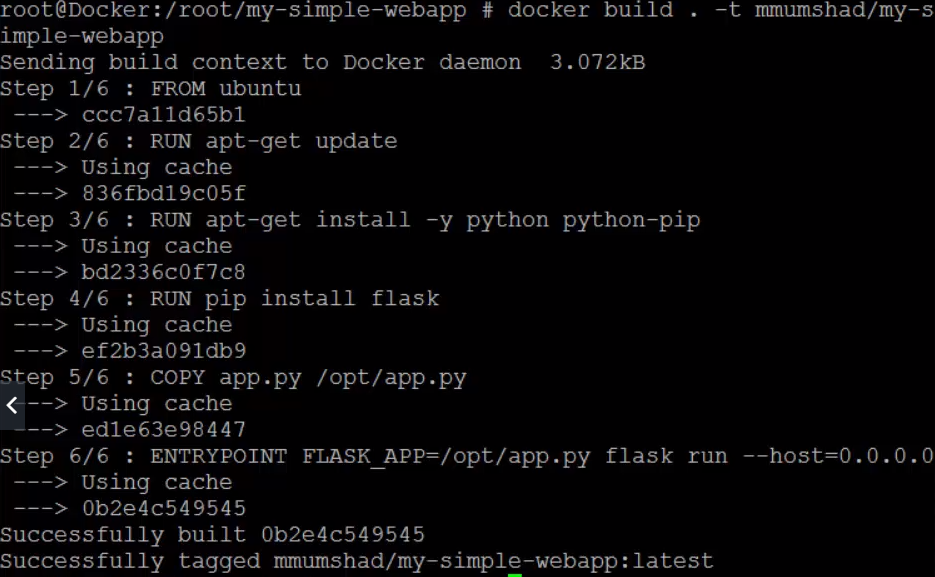 root@Docker:/root/my-simple-webapp # docker build . -t mmumshad/my-s
imple-webapp
Sending build context to Docker daemon  3.072kB
Step 1/6 : FROM ubuntu
 ---> ccc7a11d65b1
Step 2/6 : RUN apt-get update
 ---> Using cache
 ---> 836fbd19c05f
Step 3/6 : RUN apt-get install -y python python-pip
 ---> Using cache
 ---> bd2336c0f7c8
Step 4/6 : RUN pip install flask
 ---> Using cache
 ---> ef2b3a091db9
Step 5/6 : COPY app.py /opt/app.py
 ---> Using cache
 ---> ed1e63e98447
Step 6/6 : ENTRYPOINT FLASK_APP=/opt/app.py flask run --host=0.0.0.0
 ---> Using cache
 ---> 0b2e4c549545
Successfully built 0b2e4c549545
Successfully tagged mmumshad/my-simple-webapp:latest